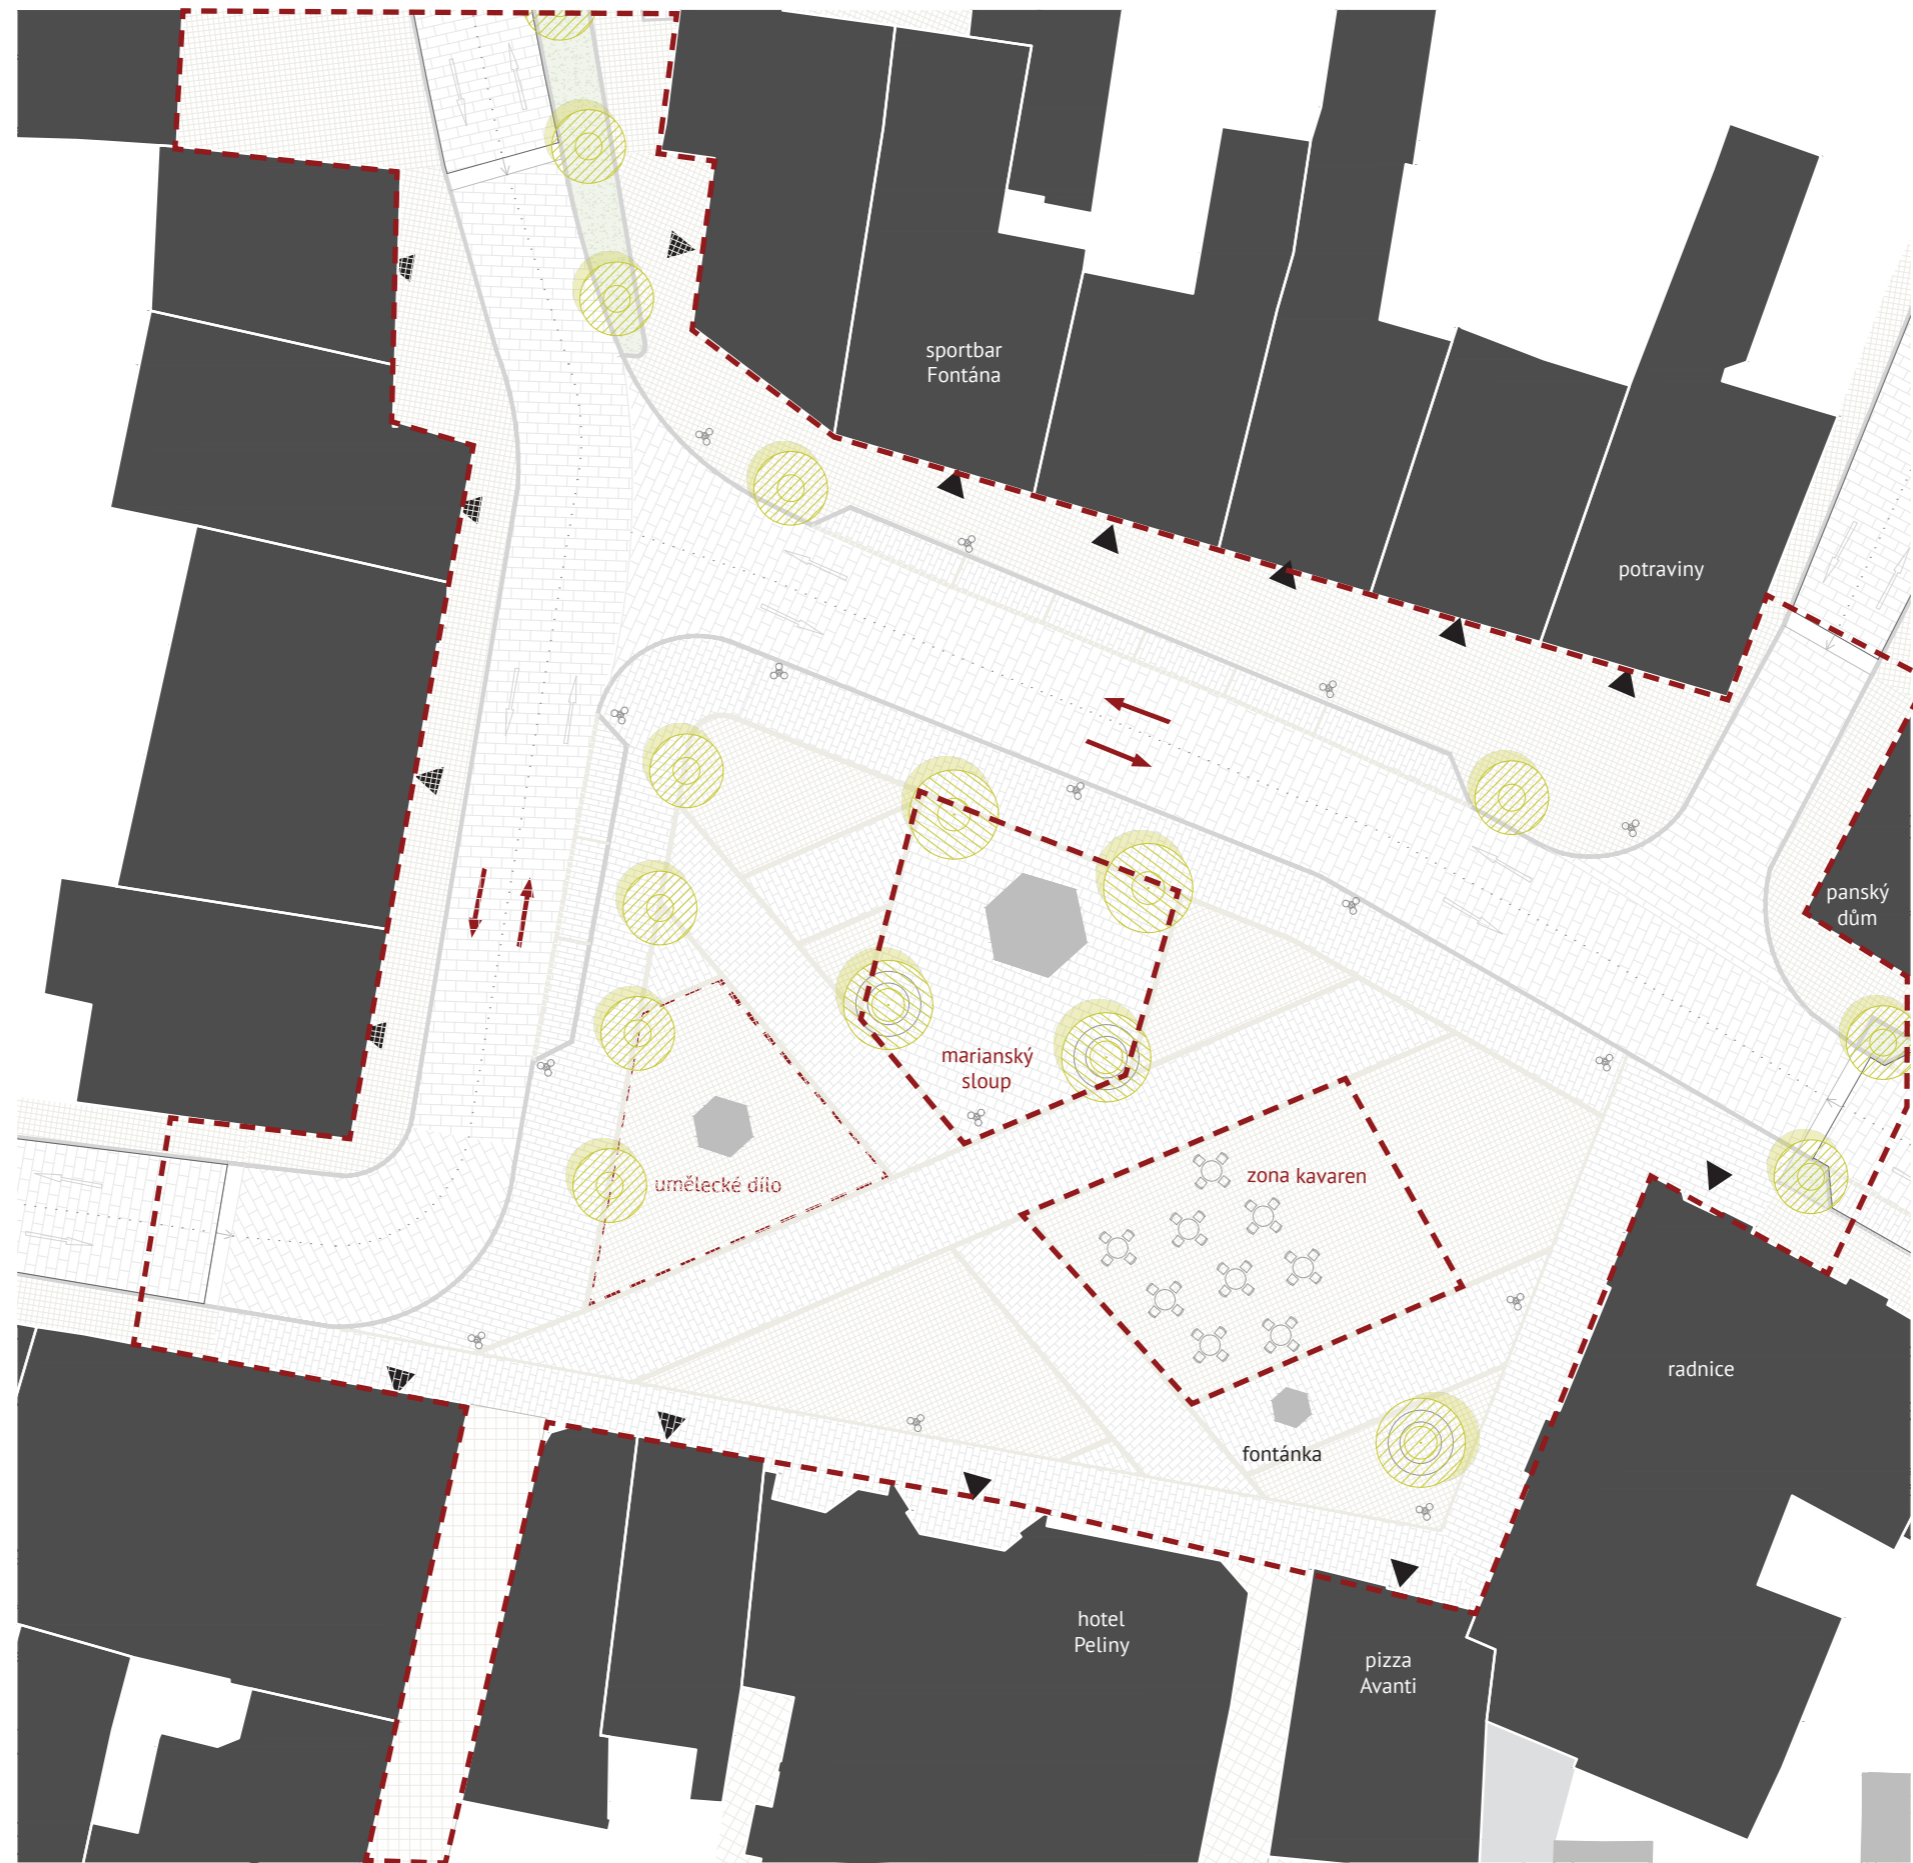 sportbar
Fontána
potraviny
panský
dům
marianský
sloup
umělecké dílo
zona kavaren
radnice
fontánka
hotel
Peliny
pizza
Avanti